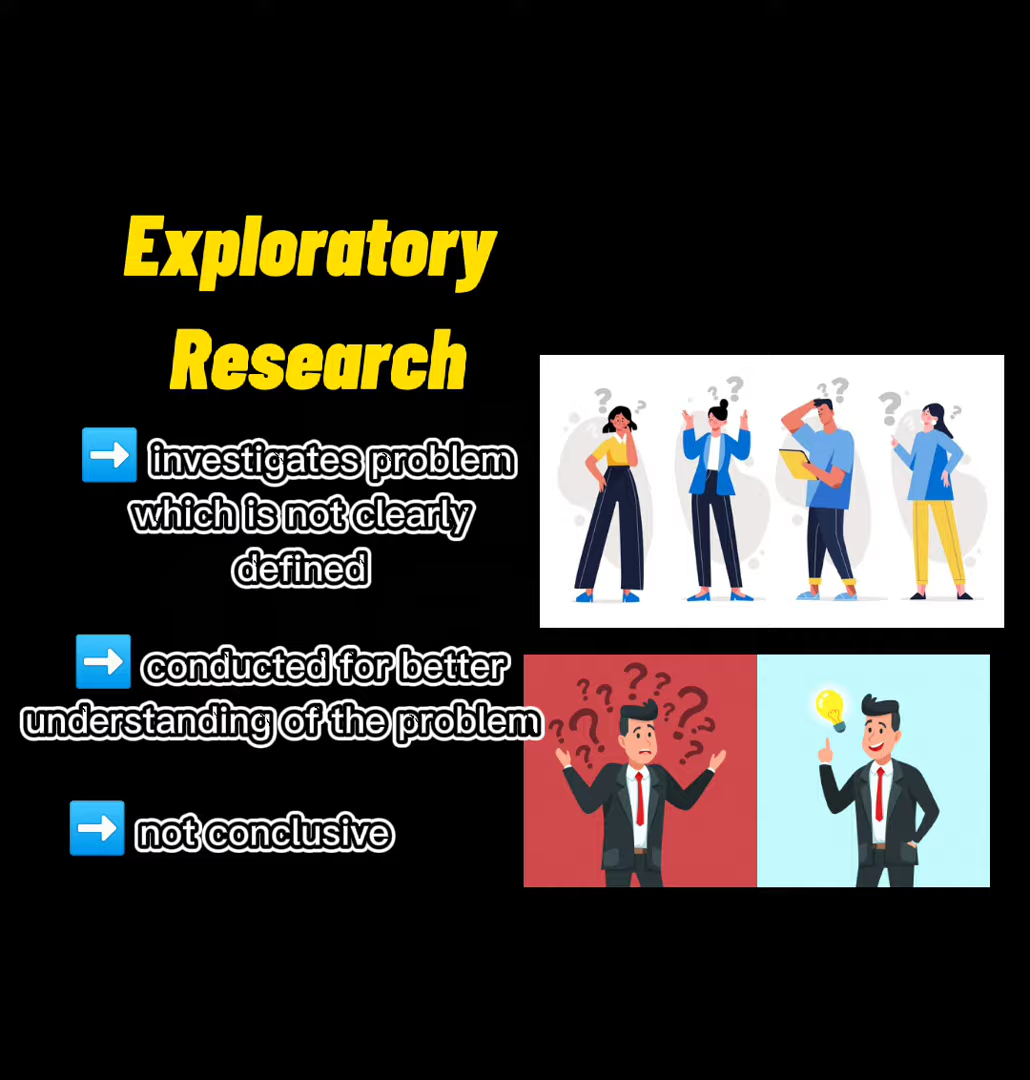 Exploratory
Research
➡️ investigates problem
which is not clearly
defined
➡️ conducted for better
understanding of the problem
➡️ not conclusive